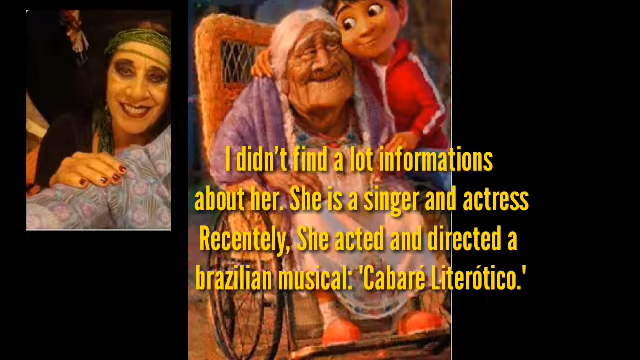 I didn't find a lot informations
about her. She is a singer and actress
Recentely, She acted and directed a
brazilian musical: 'Cabaré Literótico.'